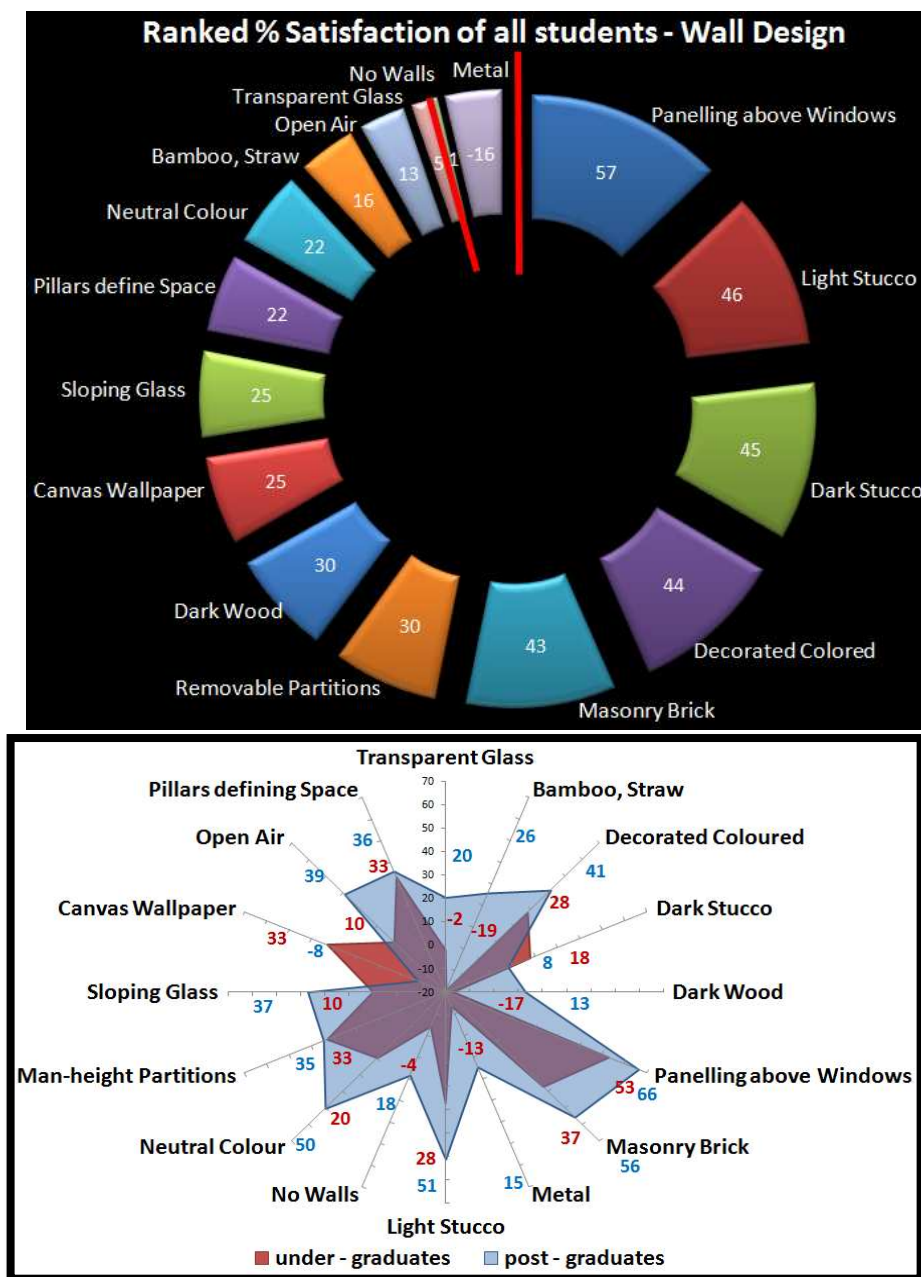 Ranked % Satisfaction of all students - Wall Design
No Walls
Metal
Transparent Glass
Open Air
Bamboo, Straw
Neutral Colour
Pillars define Space
Sloping Glass
Canvas Wallpaper
Dark Wood
Removable Partitions
Masonry Brick
Decorated Colored
Dark Stucco
Light Stucco
Panelling above Windows
57
46
45
44
43
30
30
25
25
22
22
16
13
5
1
-16
Transparent Glass
Pillars defining Space
Bamboo, Straw
Open Air
Decorated Coloured
Canvas Wallpaper
Dark Stucco
Sloping Glass
Dark Wood
Man-height Partitions
Panelling above Windows
Neutral Colour
Masonry Brick
No Walls
Metal
Light Stucco
70
60
50
40
30
20
10
0
-10
-20
20
-2
26
-19
41
28
8
18
-17
13
53
66
37
56
-13
15
28
51
-4
18
20
50
35
33
37
10
33
-8
39
10
36
33
under - graduates
post - graduates